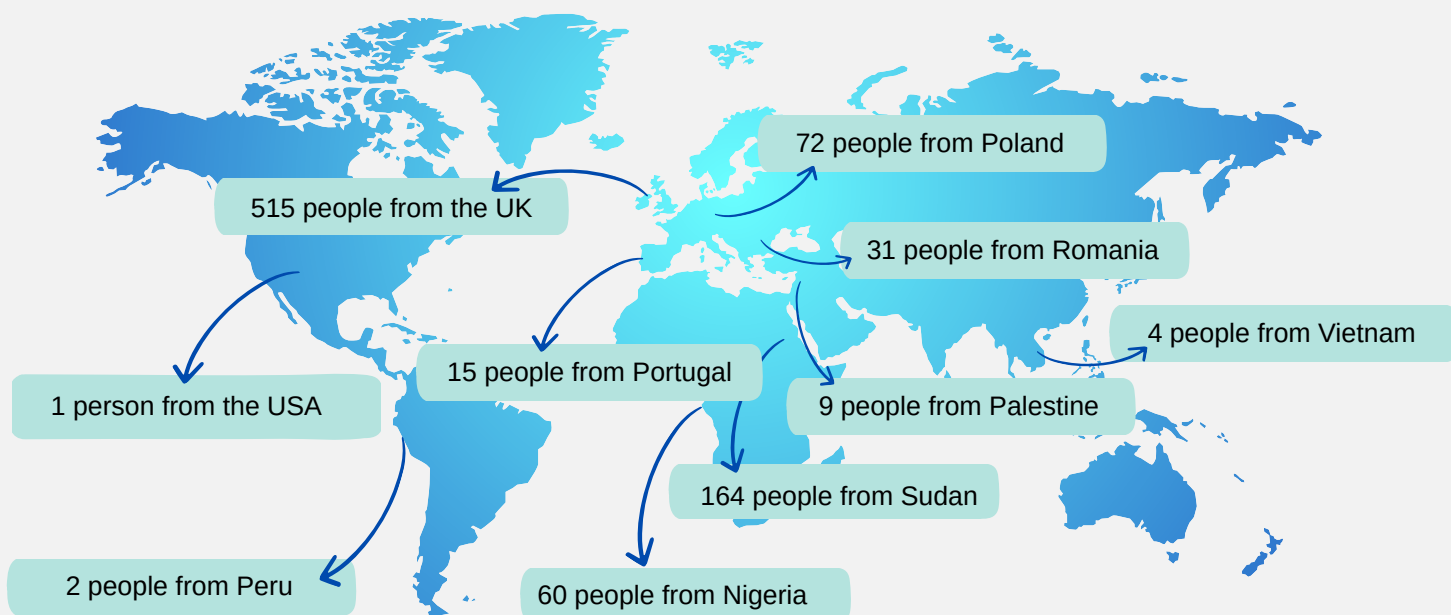 72 people from Poland
515 people from the UK
31 people from Romania
4 people from Vietnam
15 people from Portugal
1 person from the USA
9 people from Palestine
164 people from Sudan
2 people from Peru
60 people from Nigeria